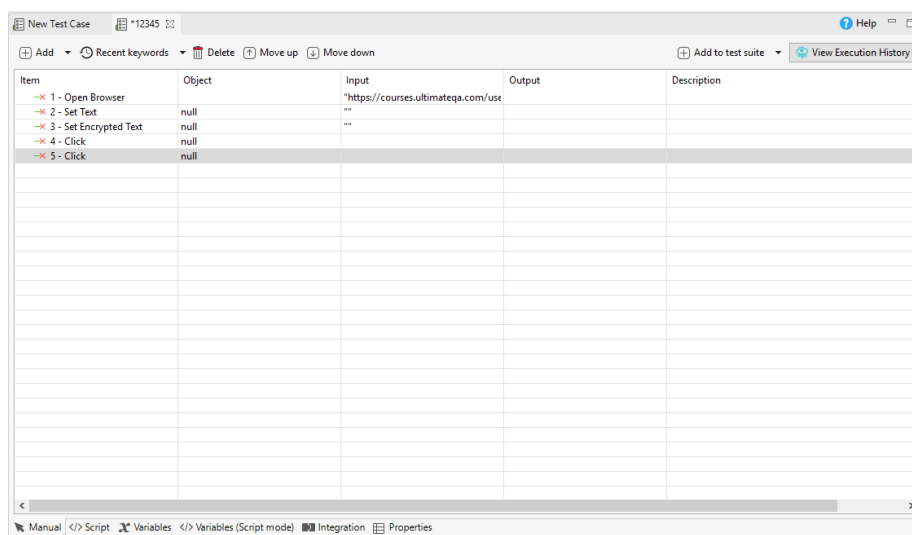 New Test Case *12345 Help
Add Recent keywords Delete Move up Move down Add to test suite View Execution History
Item Object Input Output Description
1 - Open Browser "https://courses.ultimateqa.com/use
2 - Set Text null ""
3 - Set Encrypted Text null ""
4 - Click null
5 - Click null
Manual </> Script Variables </> Variables (Script mode) Integration Properties